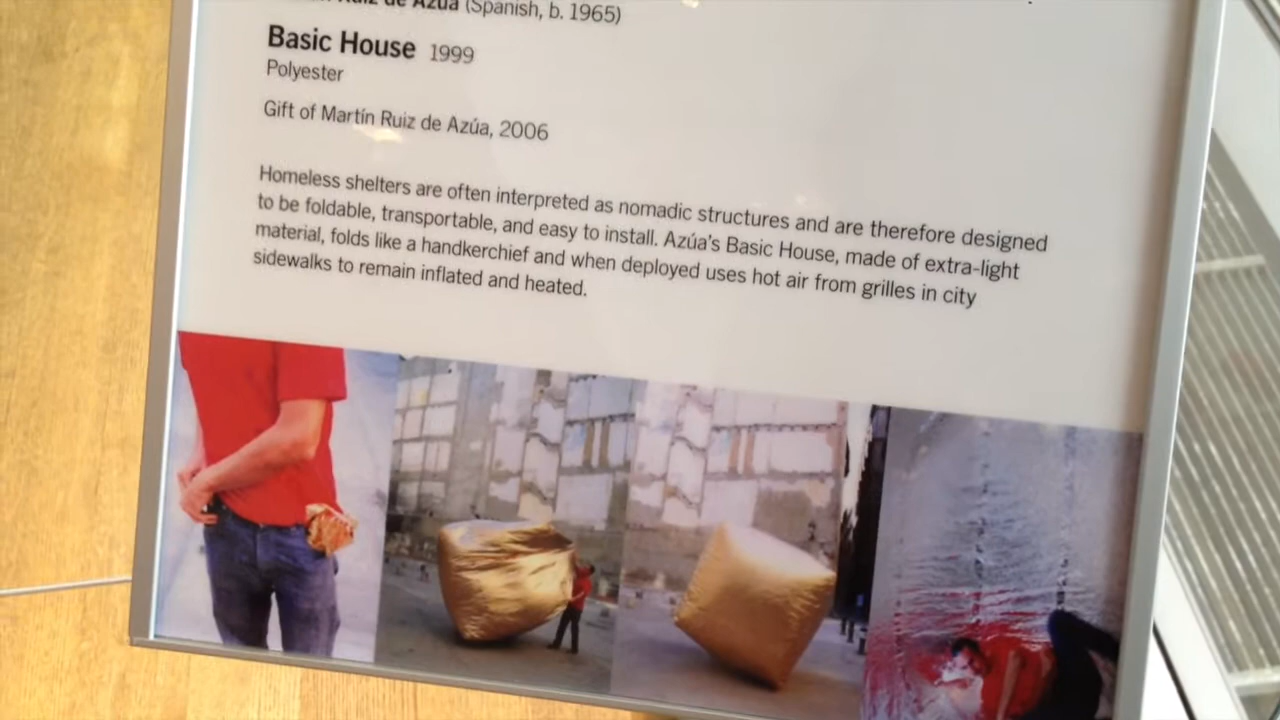 Ruiz de Azúa (Spanish, b. 1965)
Basic House 1999
Polyester
Gift of Martín Ruiz de Azúa, 2006
Homeless shelters are often interpreted as nomadic structures and are therefore designed
to be foldable, transportable, and easy to install. Azúa's Basic House, made of extra-light
material, folds like a handkerchief and when deployed uses hot air from grilles in city
sidewalks to remain inflated and heated.